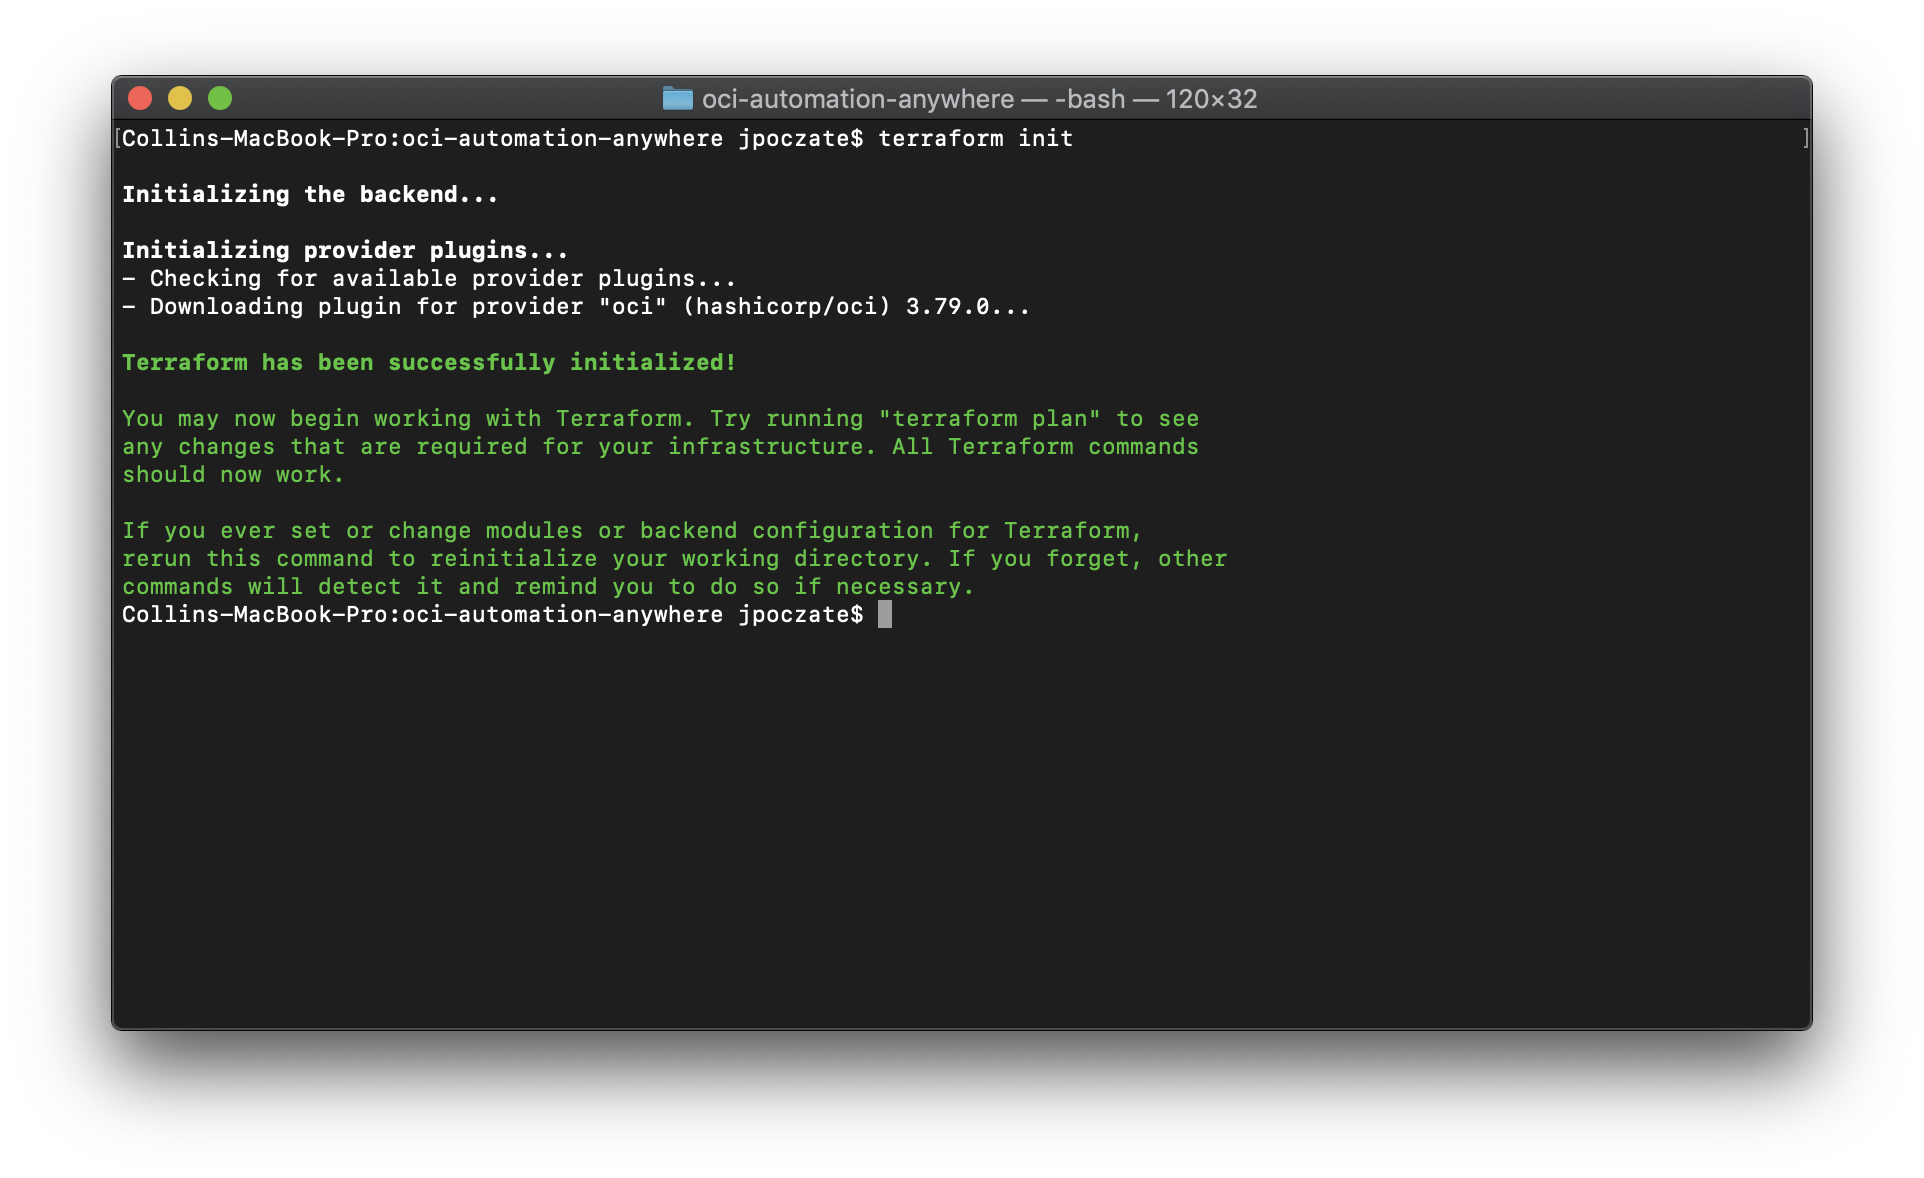 oci-automation-anywhere — -bash — 120×32
[Collins-MacBook-Pro:oci-automation-anywhere jpoczate$ terraform init ]
Initializing the backend...
Initializing provider plugins...
- Checking for available provider plugins...
- Downloading plugin for provider "oci" (hashicorp/oci) 3.79.0...
Terraform has been successfully initialized!
You may now begin working with Terraform. Try running "terraform plan" to see
any changes that are required for your infrastructure. All Terraform commands
should now work.
If you ever set or change modules or backend configuration for Terraform,
rerun this command to reinitialize your working directory. If you forget, other
commands will detect it and remind you to do so if necessary.
Collins-MacBook-Pro:oci-automation-anywhere jpoczate$